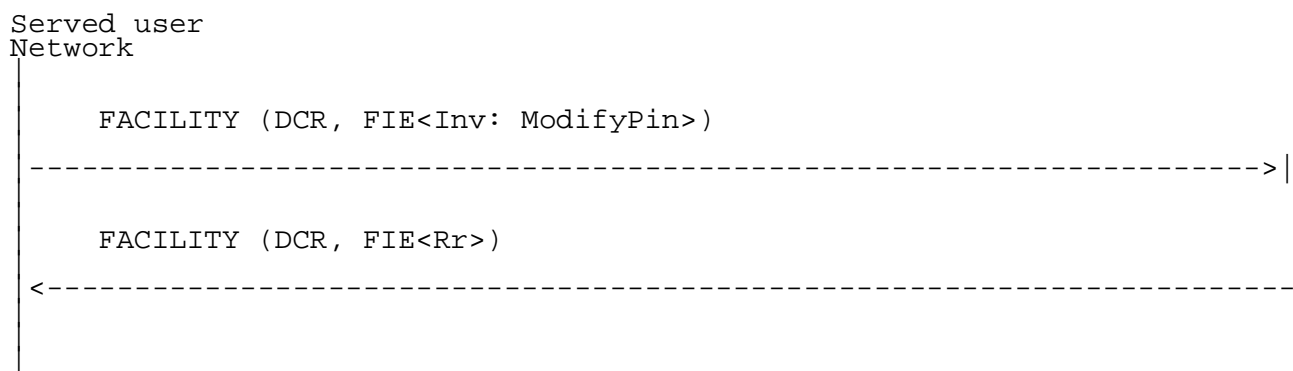 Served user
Network
FACILITY (DCR, FIE<Inv: ModifyPin>)
----------------------------------------------------------------------->|
FACILITY (DCR, FIE<Rr>)
<------------------------------------------------------------------------